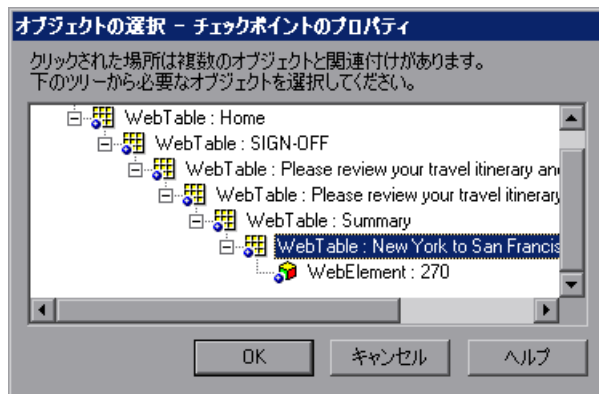 オブジェクトの選択 - チェックポイントのプロパティ
クリックされた場所は複数のオブジェクトと関連付けがあります。
下のツリーから必要なオブジェクトを選択してください。
WebTable : Home
WebTable : SIGN-OFF
WebTable : Please review your travel itinerary an
WebTable : Please review your travel itinerary
WebTable : Summary
WebTable : New York to San Francis
WebElement : 270
OK キャンセル ヘルプ